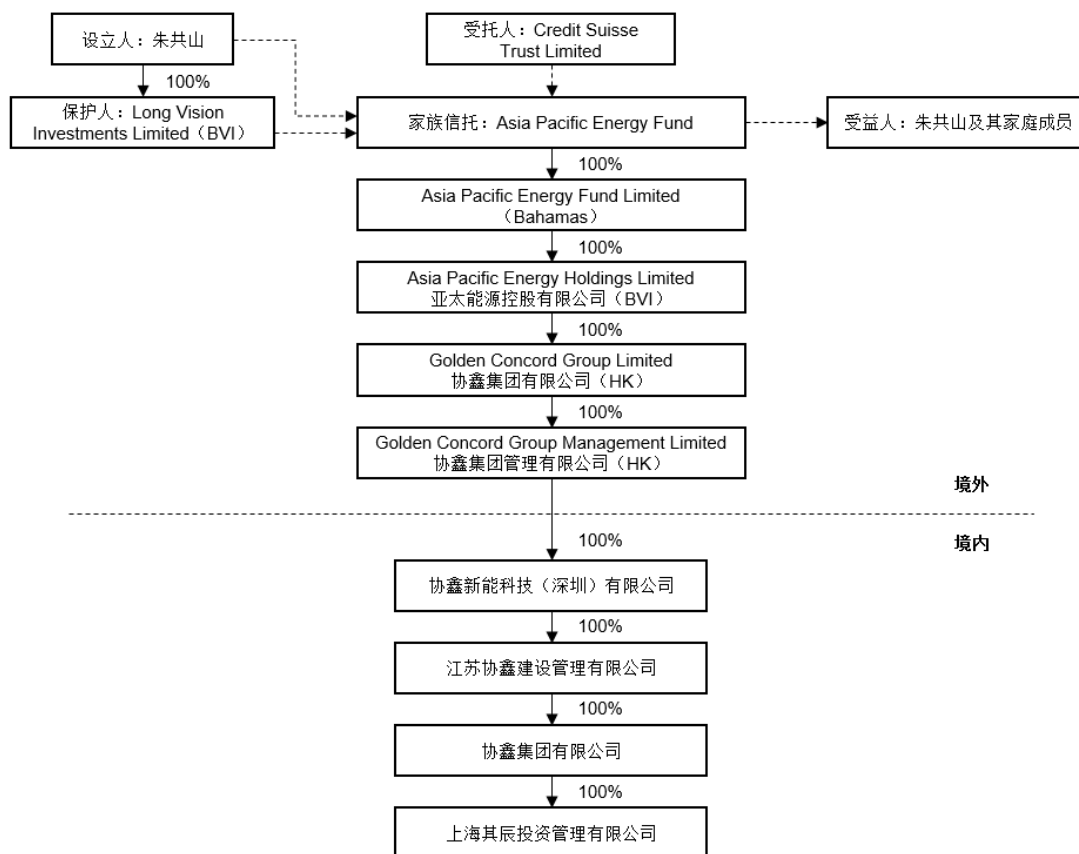 设立人：朱共山
受托人：Credit Suisse
Trust Limited
100%
保护人：Long Vision
Investments Limited（BVI）
家族信托：Asia Pacific Energy Fund
受益人：朱共山及其家庭成员
100%
Asia Pacific Energy Fund Limited
（Bahamas）
100%
Asia Pacific Energy Holdings Limited
亚太能源控股有限公司（BVI）
100%
Golden Concord Group Limited
协鑫集团有限公司（HK）
100%
Golden Concord Group Management Limited
协鑫集团管理有限公司（HK）
境外
境内
100%
协鑫新能科技（深圳）有限公司
100%
江苏协鑫建设管理有限公司
100%
协鑫集团有限公司
100%
上海其辰投资管理有限公司